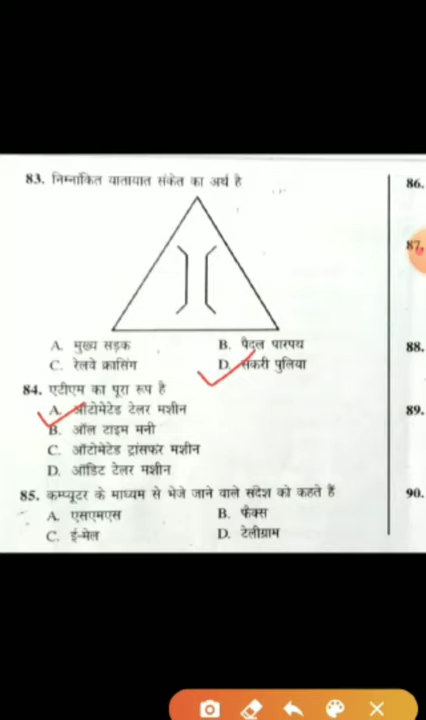 83. निम्नांकित यातायात संकेत का अर्थ है
A. मुख्य सड़क B. पैदल पारपथ
C. रेलवे क्रासिंग D. संकरी पुलिया
84. एटीएम का पूरा रूप है
A. ऑटोमेटेड टेलर मशीन
B. ऑल टाइम मनी
C. ऑटोमेटेड ट्रांसफर मशीन
D. ऑडिट टेलर मशीन
85. कम्प्यूटर के माध्यम से भेजे जाने वाले संदेश को कहते हैं
A. एसएमएस B. फैक्स
C. ई-मेल D. टेलीग्राम
86.
87.
88.
89.
90.